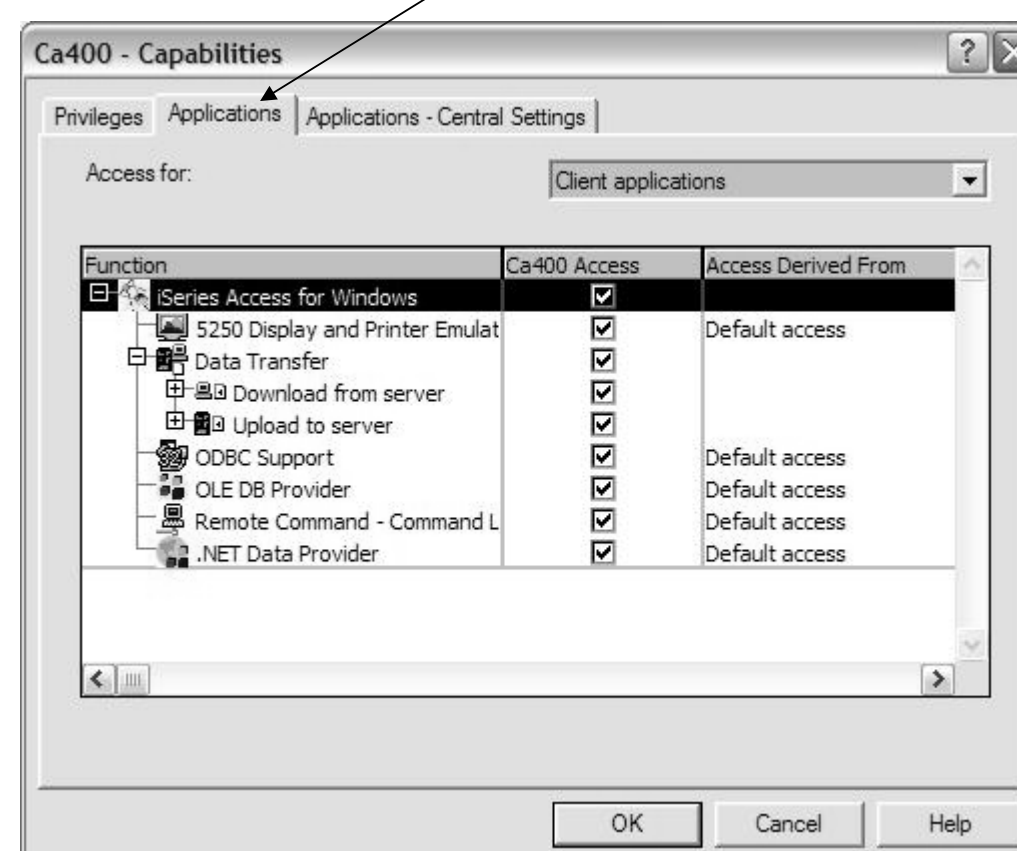 Ca400 - Capabilities
Privileges Applications Applications - Central Settings
Access for: Client applications
Function Ca400 Access Access Derived From
iSeries Access for Windows
5250 Display and Printer Emulat Default access
Data Transfer
Download from server
Upload to server
ODBC Support Default access
OLE DB Provider Default access
Remote Command - Command L Default access
.NET Data Provider Default access
OK Cancel Help